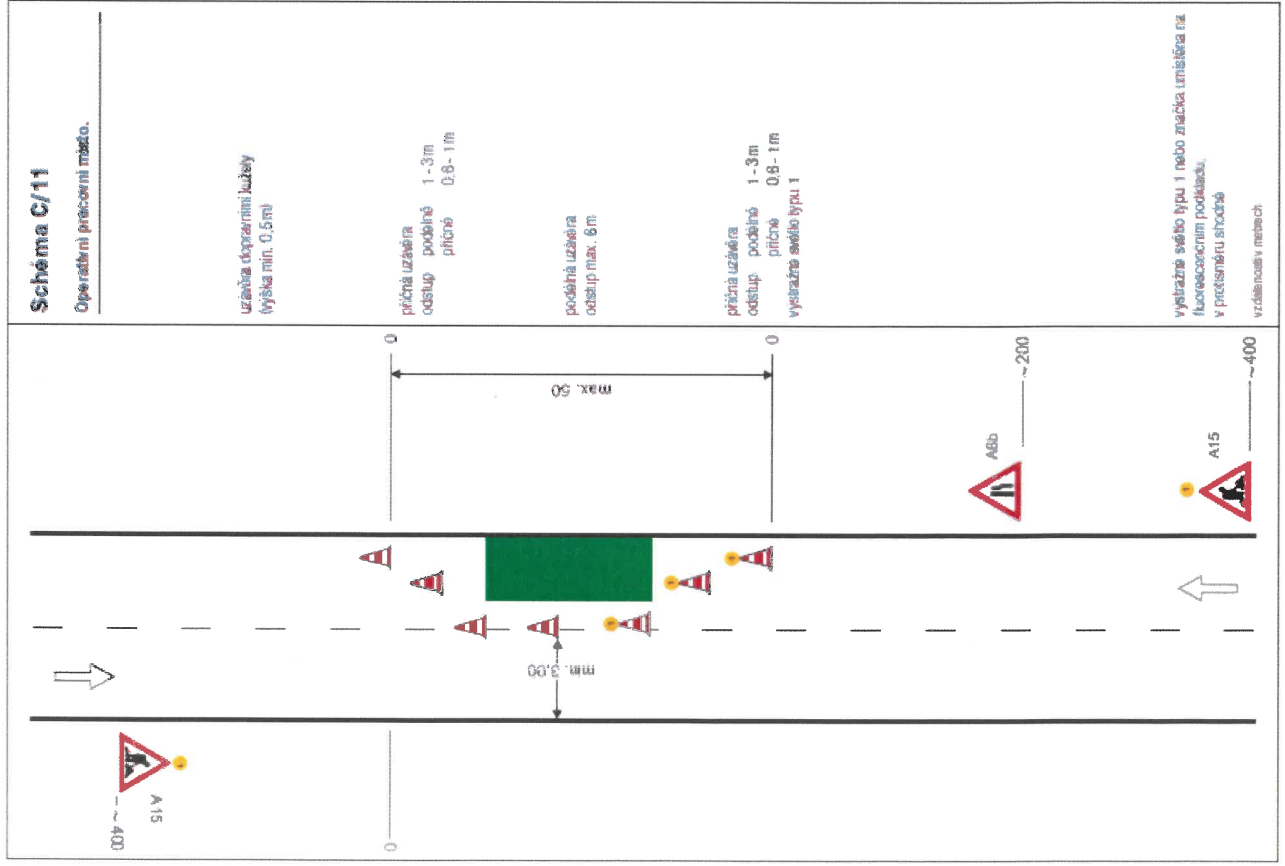 Schéma C/11
Operativní pracovní místo.
uzávěra dopravními kužely
(výška min. 0,5m)
příčná uzávěra
odstup podélně 1 - 3m
příčně 0,6 - 1m
podélná uzávěra
odstup max. 6m
příčná uzávěra
odstup podélně 1 - 3m
příčně 0,6 - 1m
výstražné světlo typu 1
výstražné světlo typu 1 nebo značka umístěna na
fluorescenčním podkladu,
v protisměru shodně
vzdálenosti v metrech
0
max. 50
0
~200
~400
A6b
A15
min. 3,00
~ 400
A15
0